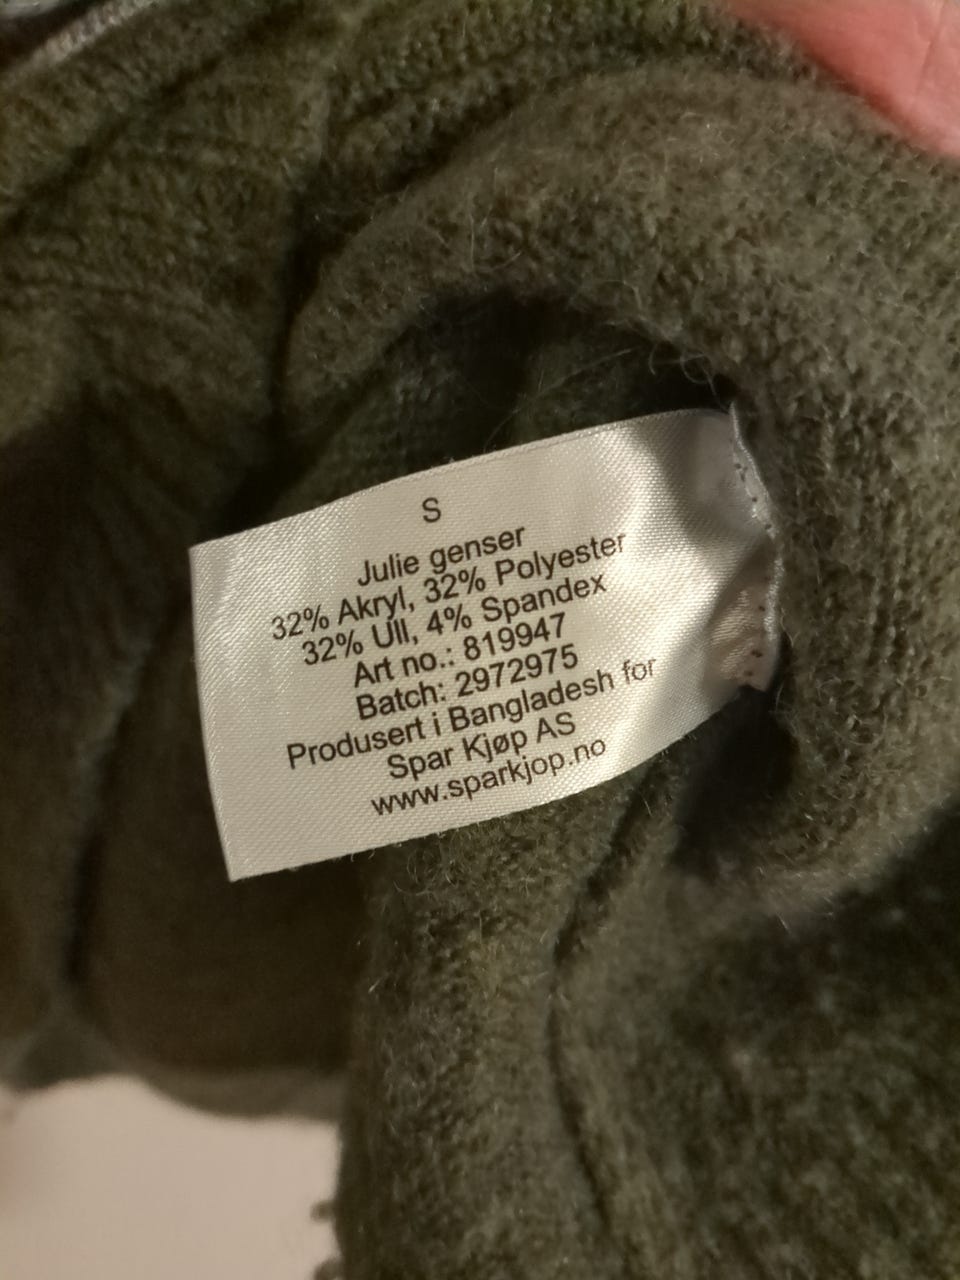 S
Julie genser
32% Akryl, 32% Polyester
32% Ull, 4% Spandex
Art no.: 819947
Batch: 2972975
Produsert i Bangladesh for
Spar Kjøp AS
www.sparkjop.no